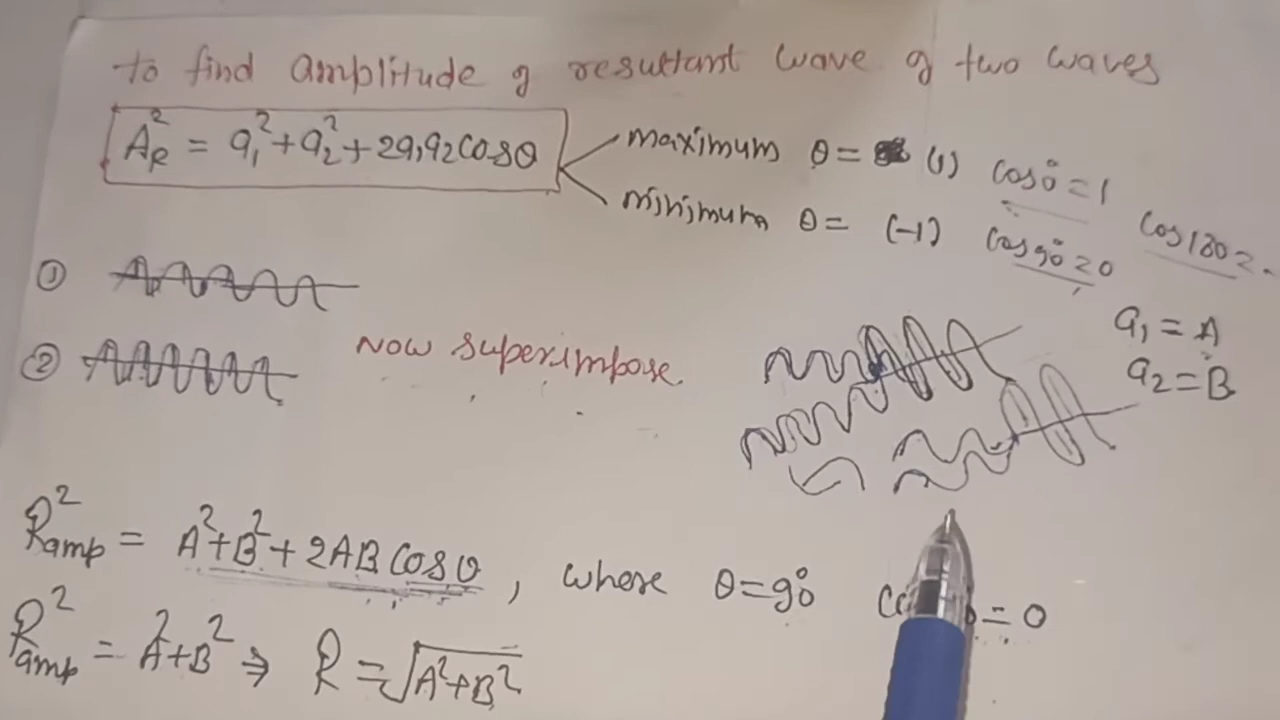 to find amplitude of resultant wave of two waves
A_R² = a₁² + a₂² + 2a₁a₂ cosθ
maximum θ = (1) cos0° = 1
minimum θ = (-1) cos90° = 0 cos180 =
①
② Now superimpose.
a₁ = A
a₂ = B
R²amp = A² + B² + 2AB Cosθ , where θ = 90° = 0
R²amp = A² + B² ⇒ R = √A² + B²